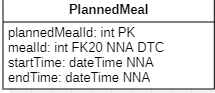 PlannedMeal
plannedMealId: int PK
mealId: int FK20 NNA DTC
startTime: dateTime NNA
endTime: dateTime NNA